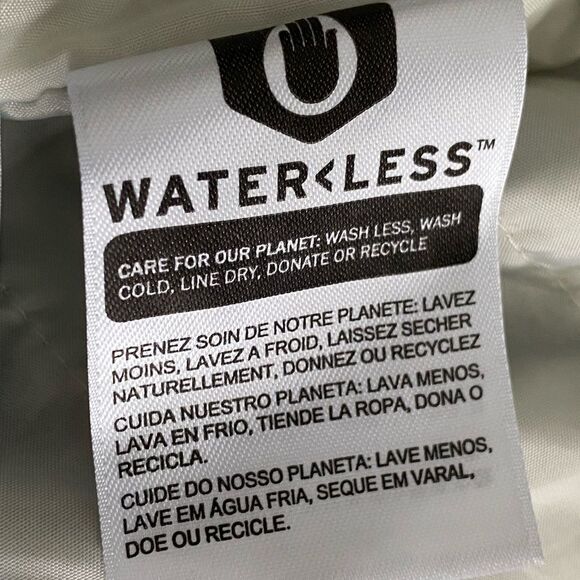 WATER<LESS™
CARE FOR OUR PLANET: WASH LESS, WASH
COLD, LINE DRY, DONATE OR RECYCLE
PRENEZ SOIN DE NOTRE PLANETE: LAVEZ
MOINS, LAVEZ A FROID, LAISSEZ SECHER
NATURELLEMENT, DONNEZ OU RECYCLEZ
CUIDA NUESTRO PLANETA: LAVA MENOS,
LAVA EN FRIO, TIENDE LA ROPA, DONA O
RECICLA.
CUIDE DO NOSSO PLANETA: LAVE MENOS,
LAVE EM ÁGUA FRIA, SEQUE EM VARAL,
DOE OU RECICLE.